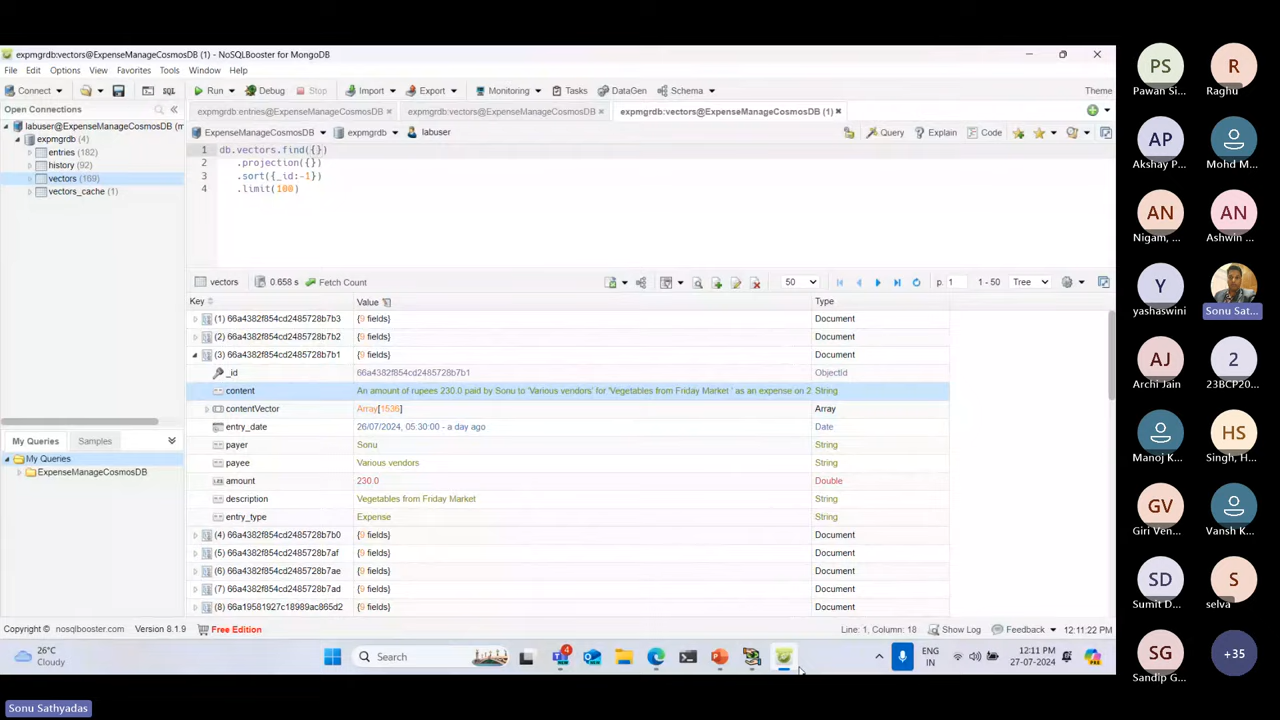 expmgrdb:vectors@ExpenseManageCosmosDB (1) - NoSQLBooster for MongoDB
File Edit Options View Favorites Tools Window Help
Connect SQL Run Debug Stop Import Export Monitoring Tasks DataGen Schema Theme
Open Connections
expmgrdb:entries@ExpenseManageCosmosDB expmgrdb:vectors@ExpenseManageCosmosDB expmgrdb:vectors@ExpenseManageCosmosDB (1)
labuser@ExpenseManageCosmosDB (m
expmgrdb (4)
entries (182)
history (92)
vectors (169)
vectors_cache (1)
ExpenseManageCosmosDB expmgrdb labuser Query Explain Code
1 db.vectors.find({})
2 .projection({})
3 .sort({_id:-1})
4 .limit(100)
vectors 0.658 s Fetch Count 50 p. 1 1 - 50 Tree
Key Value Type
(1) 66a4382f854cd2485728b7b3 {9 fields} Document
(2) 66a4382f854cd2485728b7b2 {9 fields} Document
(3) 66a4382f854cd2485728b7b1 {9 fields} Document
_id 66a4382f854cd2485728b7b1 ObjectId
content An amount of rupees 230.0 paid by Sonu to 'Various vendors' for 'Vegetables from Friday Market ' as an expense on 2 String
contentVector Array[1536] Array
entry_date 26/07/2024, 05:30:00 - a day ago Date
payer Sonu String
payee Various vendors String
amount 230.0 Double
description Vegetables from Friday Market String
entry_type Expense String
(4) 66a4382f854cd2485728b7b0 {9 fields} Document
(5) 66a4382f854cd2485728b7af {9 fields} Document
(6) 66a4382f854cd2485728b7ae {9 fields} Document
(7) 66a4382f854cd2485728b7ad {9 fields} Document
(8) 66a19581927c18989ac865d2 {9 fields} Document
My Queries Samples
My Queries
ExpenseManageCosmosDB
Copyright © nosqlbooster.com Version 8.1.9 Free Edition Line: 1, Column: 18 Show Log Feedback 12:11:22 PM
26°C
Cloudy
Search
4
ENG
IN
12:11 PM
27-07-2024
Sonu Sathyadas
PS
Pawan Si...
R
Raghu
AP
Akshay P...
Mohd M...
AN
Nigam, ...
AN
Ashwin ...
Y
yashaswini
Sonu Sat...
AJ
Archi Jain
2
23BCP20...
Manoj K...
HS
Singh, H...
GV
Giri Ven...
Vansh K...
SD
Sumit D...
S
selva
SG
Sandip G...
+35